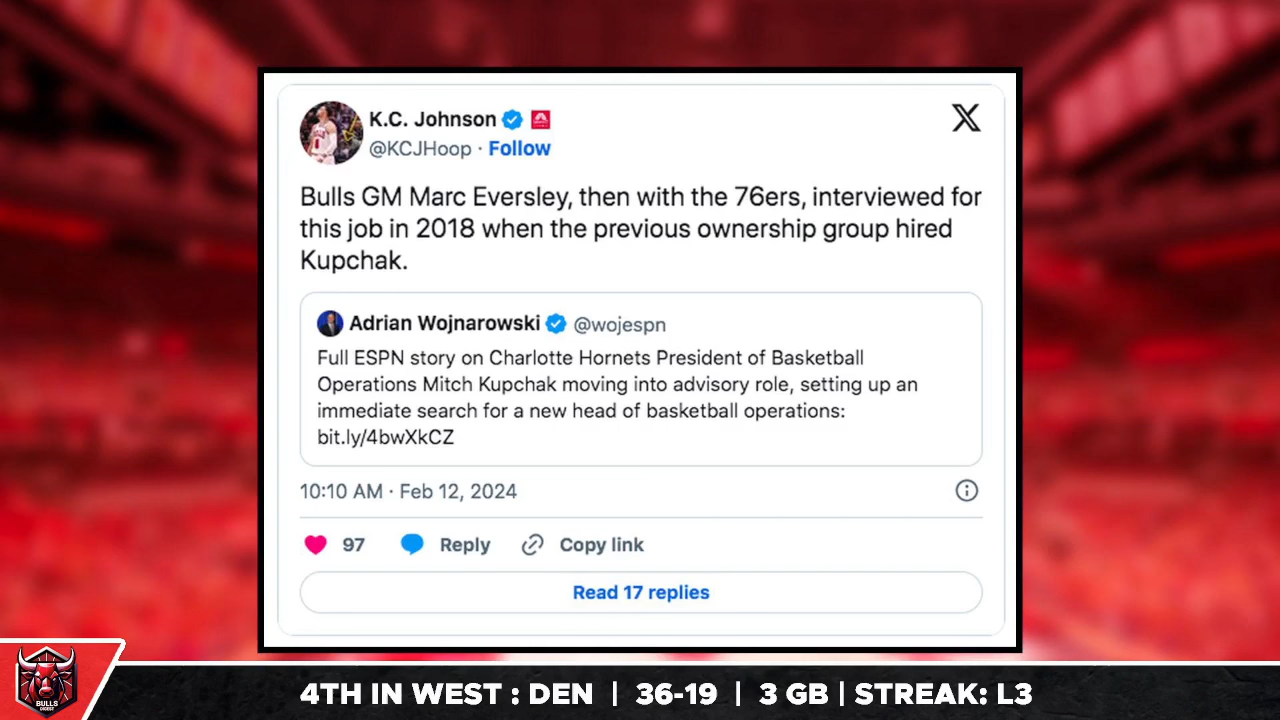 K.C. Johnson
@KCJHoop · Follow
X
Bulls GM Marc Eversley, then with the 76ers, interviewed for
this job in 2018 when the previous ownership group hired
Kupchak.
Adrian Wojnarowski @wojespn
Full ESPN story on Charlotte Hornets President of Basketball
Operations Mitch Kupchak moving into advisory role, setting up an
immediate search for a new head of basketball operations:
bit.ly/4bwXkCZ
10:10 AM · Feb 12, 2024
97 Reply Copy link
Read 17 replies
BULLS
DIGEST
4TH IN WEST : DEN | 36-19 | 3 GB | STREAK: L3